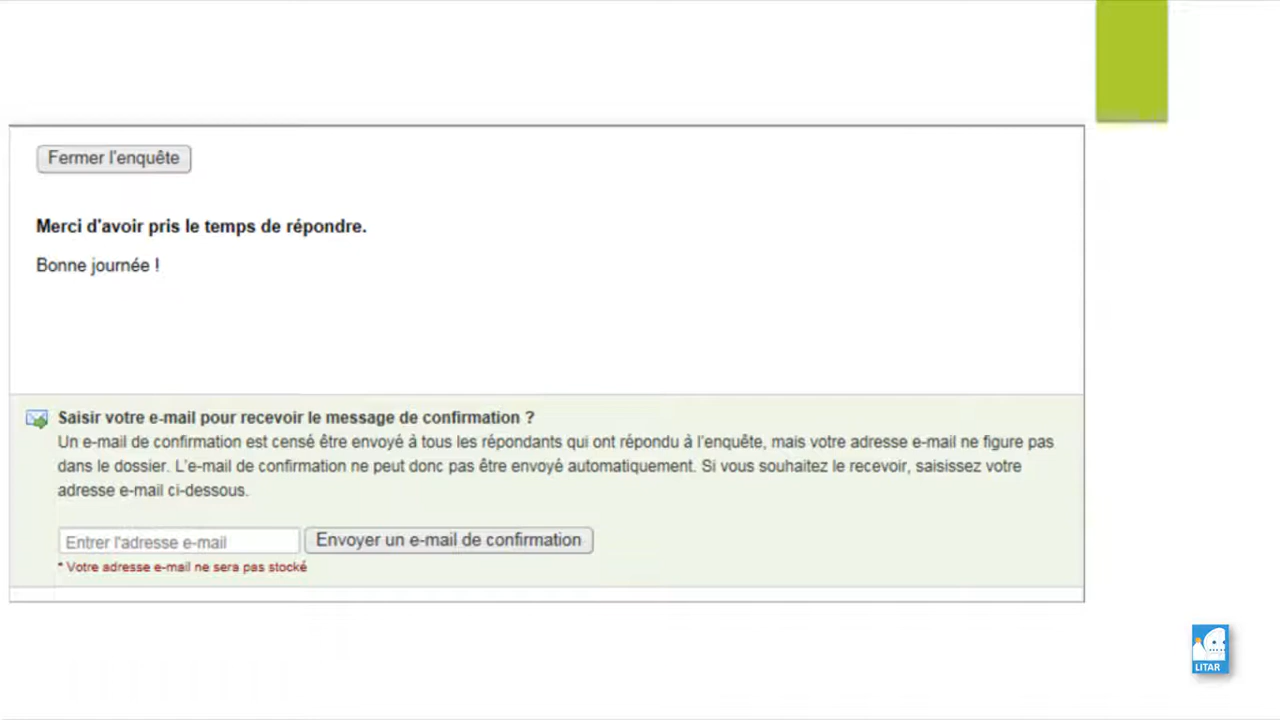 Fermer l'enquête
Merci d'avoir pris le temps de répondre.
Bonne journée !
Saisir votre e-mail pour recevoir le message de confirmation ?
Un e-mail de confirmation est censé être envoyé à tous les répondants qui ont répondu à l'enquête, mais votre adresse e-mail ne figure pas
dans le dossier. L'e-mail de confirmation ne peut donc pas être envoyé automatiquement. Si vous souhaitez le recevoir, saisissez votre
adresse e-mail ci-dessous.
Entrer l'adresse e-mail Envoyer un e-mail de confirmation
* Votre adresse e-mail ne sera pas stocké
LITAR